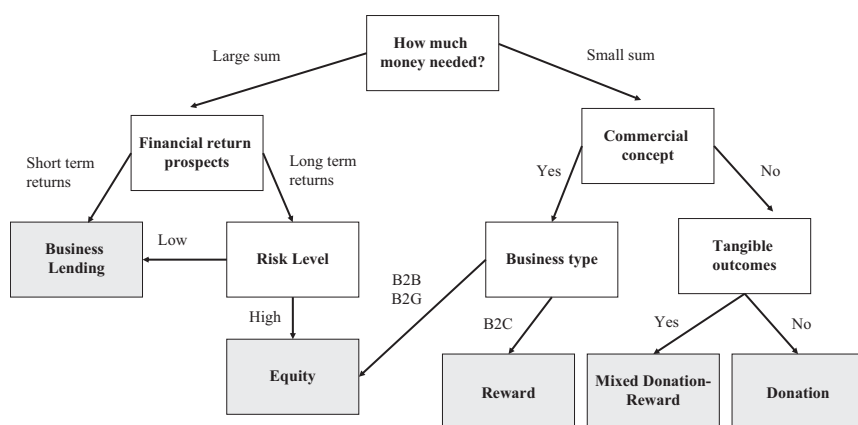 How much
money needed?
Large sum
Small sum
Financial return
prospects
Commercial
concept
Short term
returns
Long term
returns
Yes
No
Business
Lending
Low
Risk Level
Business type
Tangible
outcomes
B2B
B2G
High
B2C
Yes
No
Equity
Reward
Mixed Donation-
Reward
Donation